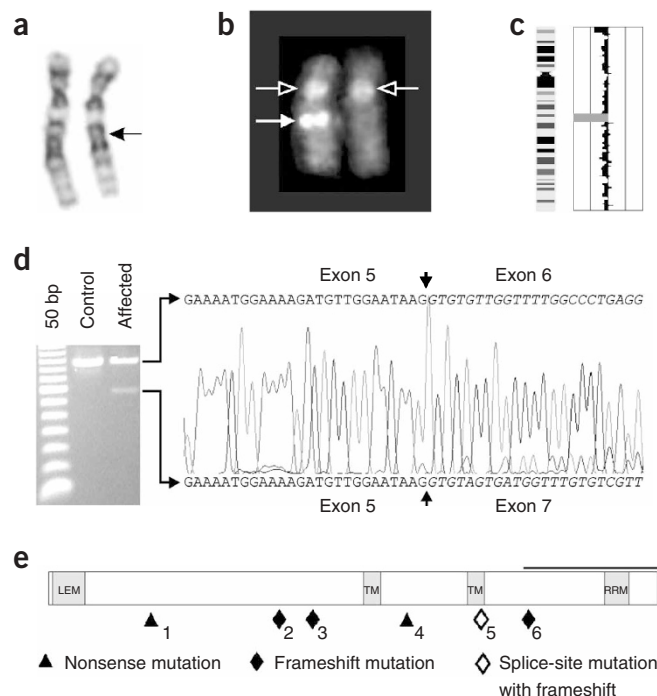 a
b
c
d
50 bp
Control
Affected
Exon 5
Exon 6
GAAAATGGAAAAGATGTTGGAATAAGGTGTGTTGGTTTTGGCCCTGAGG
GAAAATGGAAAAGATGTTGGAATAAGGTGTAGTGATGGTTTGTGTCGTT
Exon 5
Exon 7
e
LEM
TM
TM
RRM
1
2
3
4
5
6
Nonsense mutation
Frameshift mutation
Splice-site mutation
with frameshift